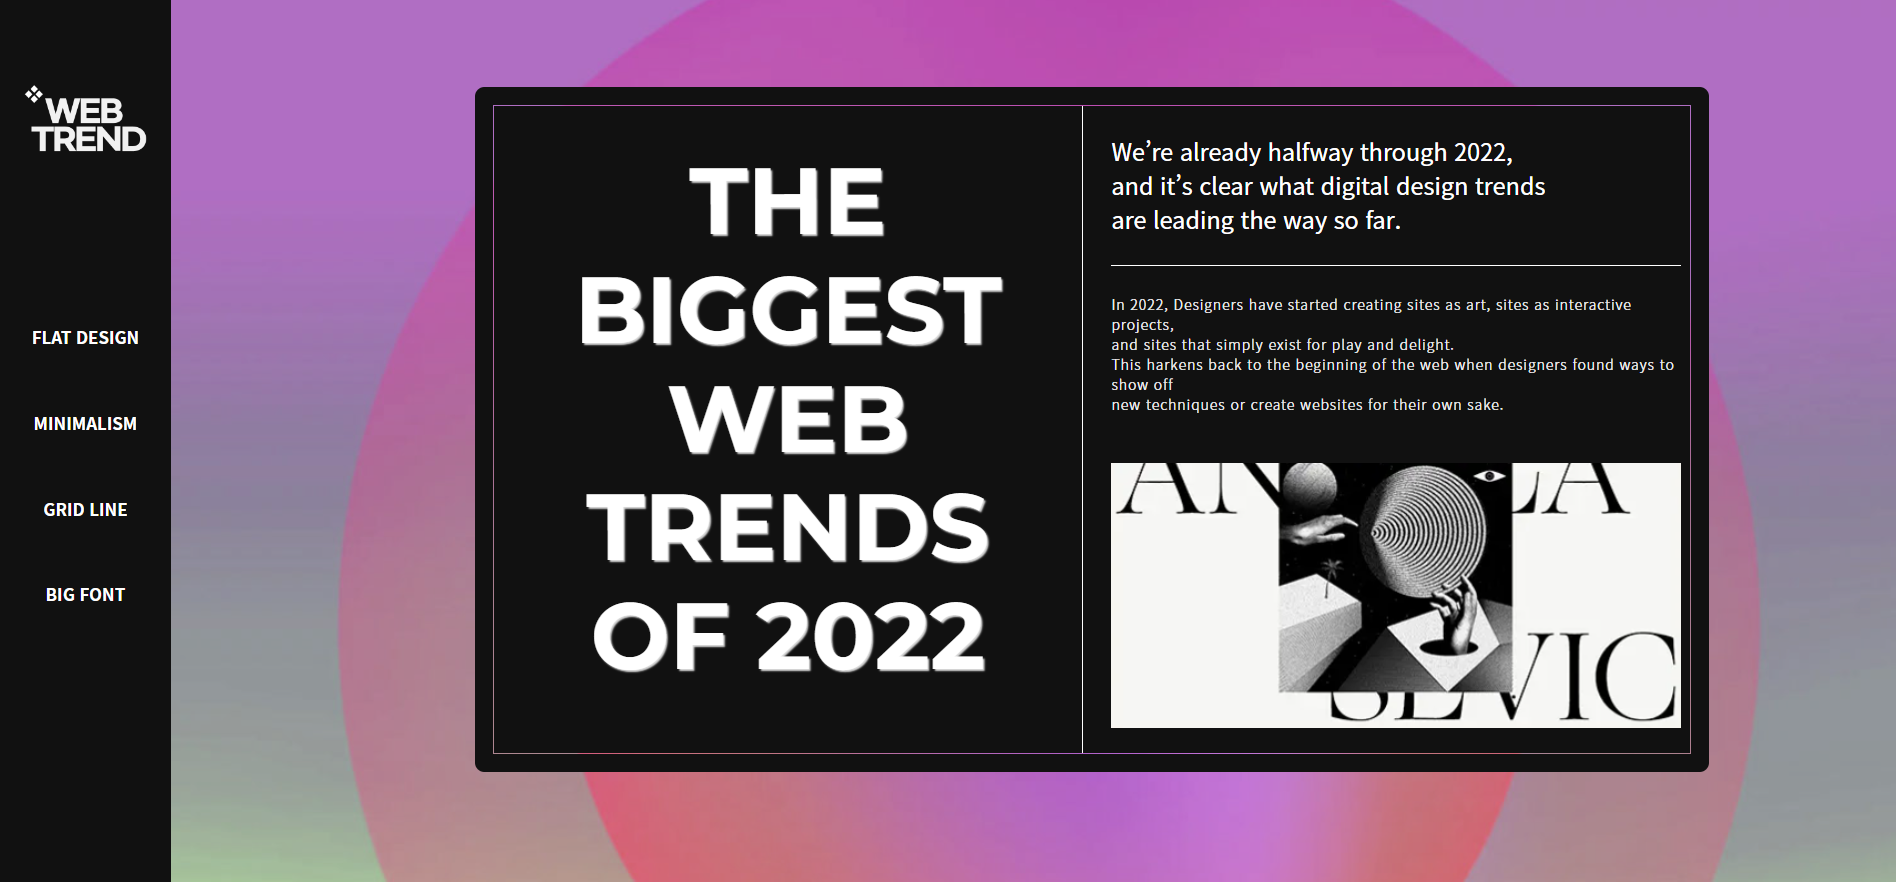 WEB
TREND
FLAT DESIGN
MINIMALISM
GRID LINE
BIG FONT
THE
BIGGEST
WEB
TRENDS
OF 2022
We’re already halfway through 2022,
and it’s clear what digital design trends
are leading the way so far.
In 2022, Designers have started creating sites as art, sites as interactive
projects,
and sites that simply exist for play and delight.
This harkens back to the beginning of the web when designers found ways to
show off
new techniques or create websites for their own sake.